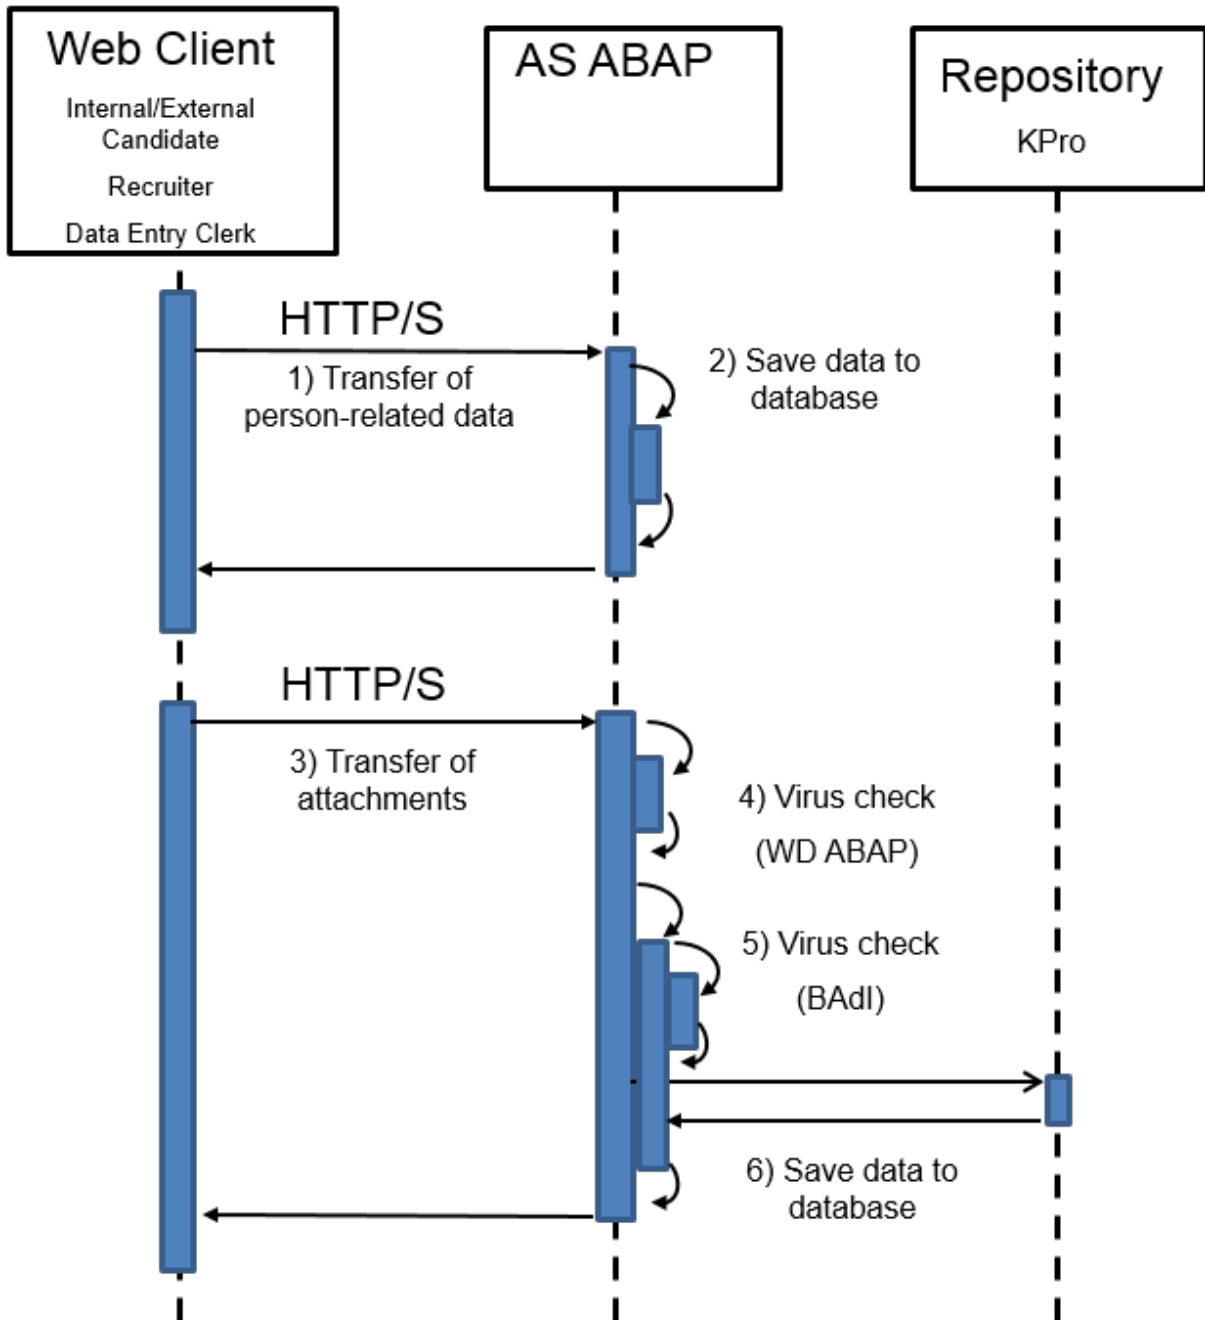 Web Client
Internal/External
Candidate
Recruiter
Data Entry Clerk
AS ABAP
Repository
KPro
HTTP/S
1) Transfer of
person-related data
2) Save data to
database
HTTP/S
3) Transfer of
attachments
4) Virus check
(WD ABAP)
5) Virus check
(BAdI)
6) Save data to
database